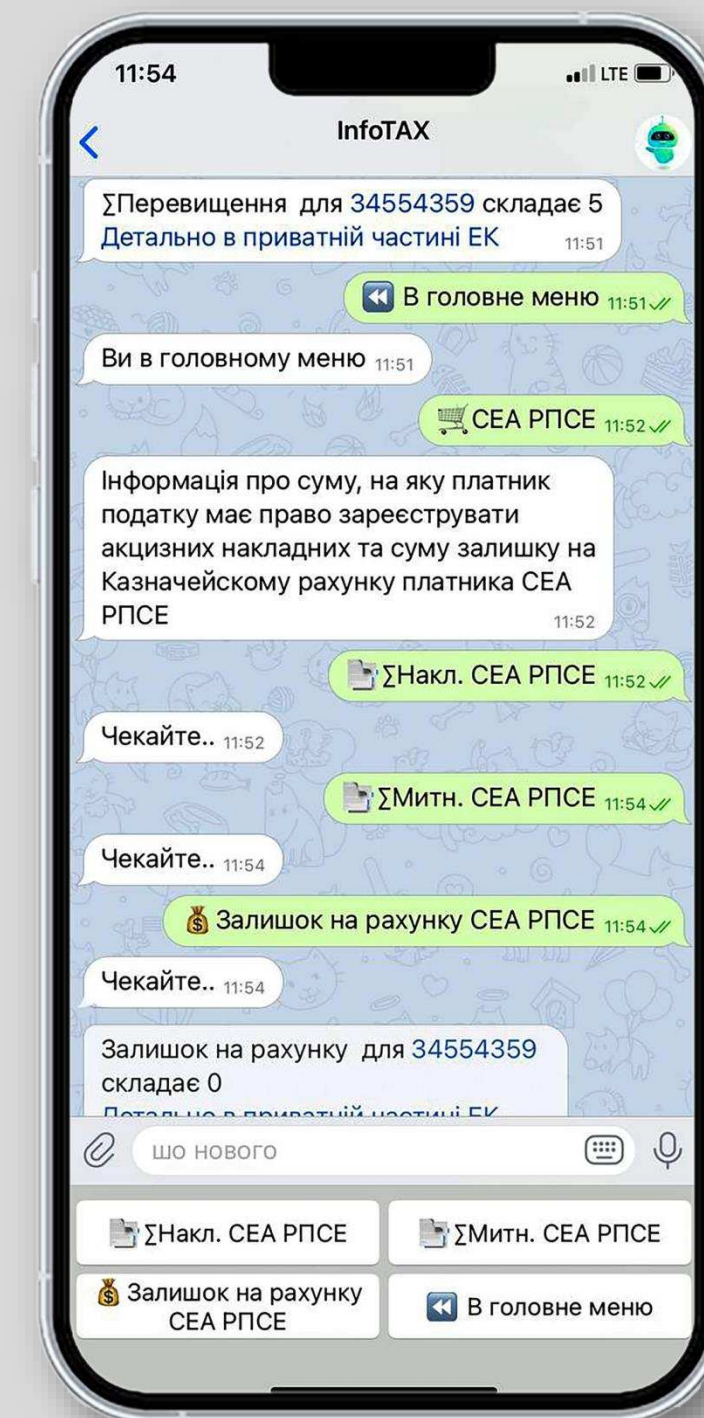 11:54
LTE
InfoTAX
∑Перевищення для 34554359 складає 5
Детально в приватній частині ЕК 11:51
В головне меню 11:51
Ви в головному меню 11:51
СЕА РПСЕ 11:52
Інформація про суму, на яку платник
податку має право зареєструвати
акцизних накладних та суму залишку на
Казначейскому рахунку платника СЕА
РПСЕ 11:52
∑Накл. СЕА РПСЕ 11:52
Чекайте.. 11:52
∑Митн. СЕА РПСЕ 11:54
Чекайте.. 11:54
Залишок на рахунку СЕА РПСЕ 11:54
Чекайте.. 11:54
Залишок на рахунку для 34554359
складає 0
Детально в приватній частині ЕК
шо нового
∑Накл. СЕА РПСЕ
∑Митн. СЕА РПСЕ
Залишок на рахунку
СЕА РПСЕ
В головне меню